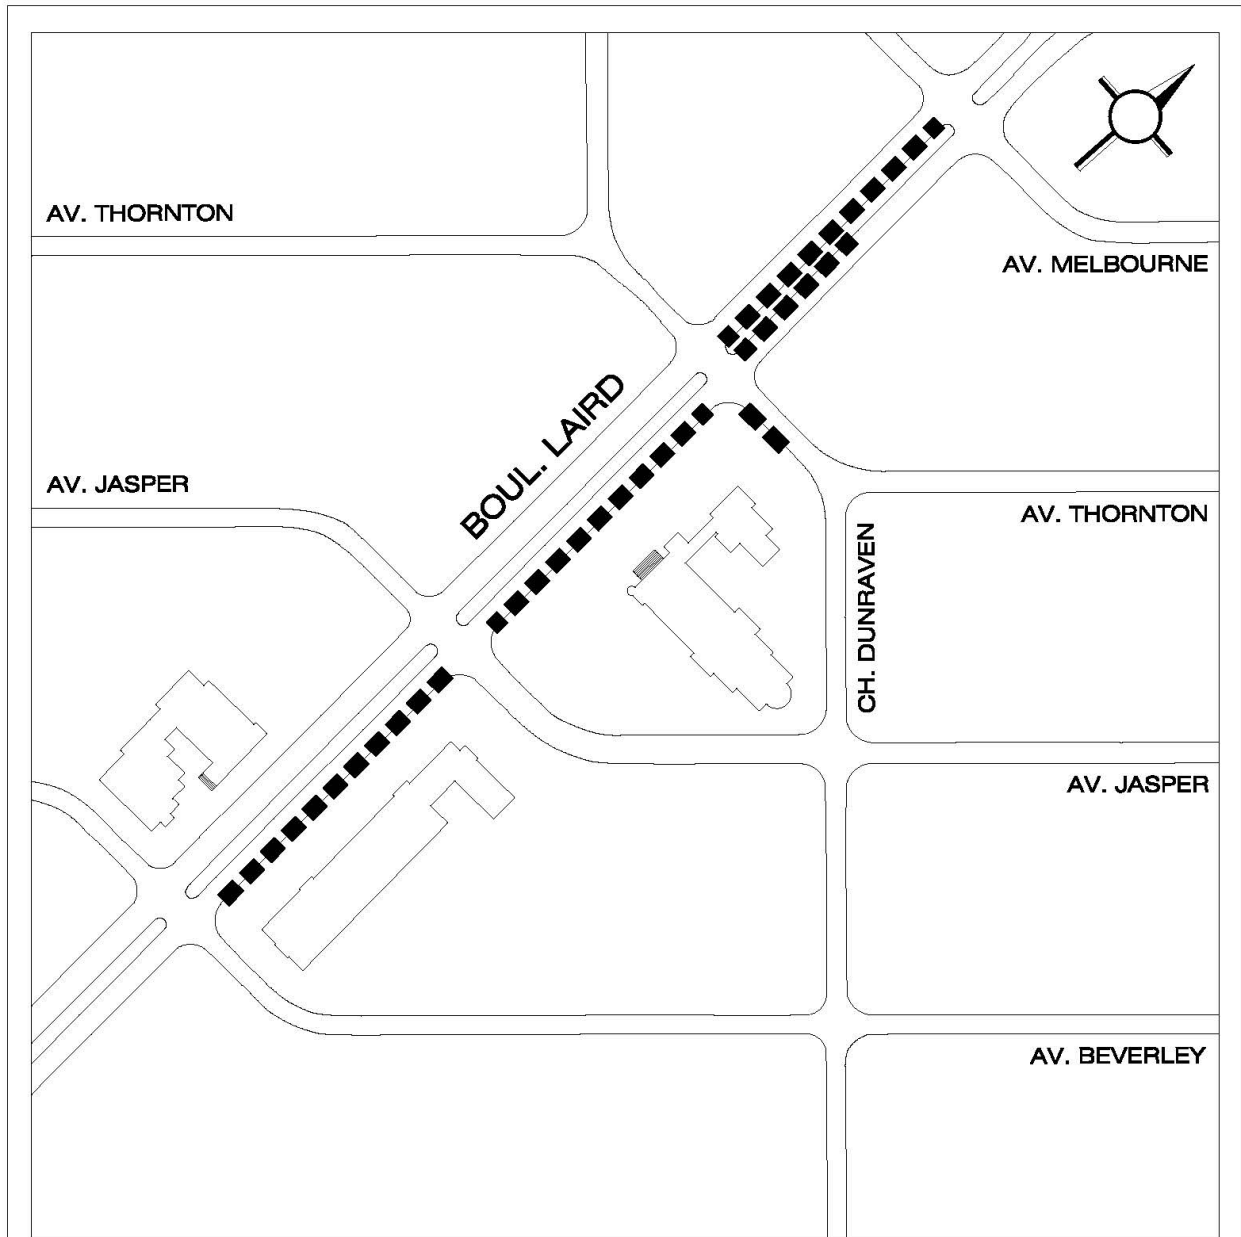 AV. THORNTON
AV. MELBOURNE
BOUL. LAIRD
AV. JASPER
AV. THORNTON
CH. DUNRAVEN
AV. JASPER
AV. BEVERLEY